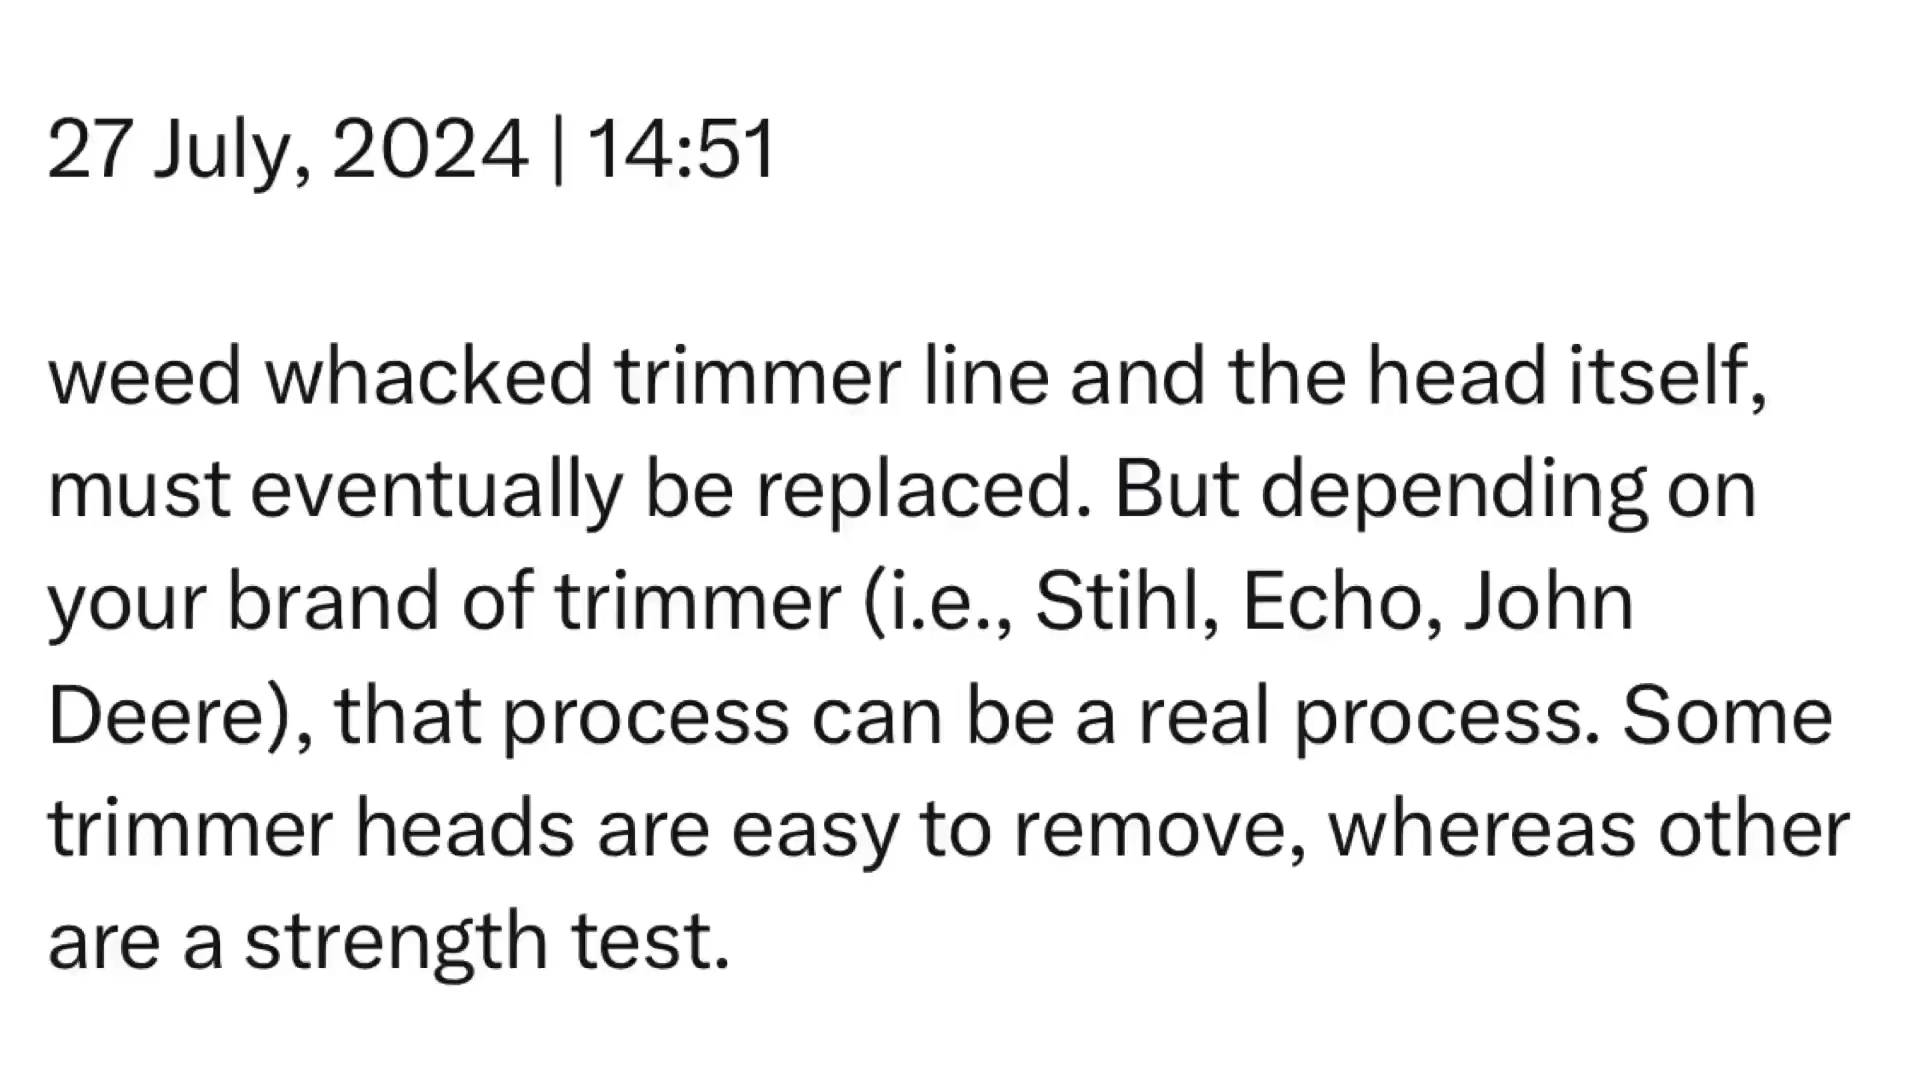 27 July, 2024 | 14:51
weed whacked trimmer line and the head itself,
must eventually be replaced. But depending on
your brand of trimmer (i.e., Stihl, Echo, John
Deere), that process can be a real process. Some
trimmer heads are easy to remove, whereas other
are a strength test.